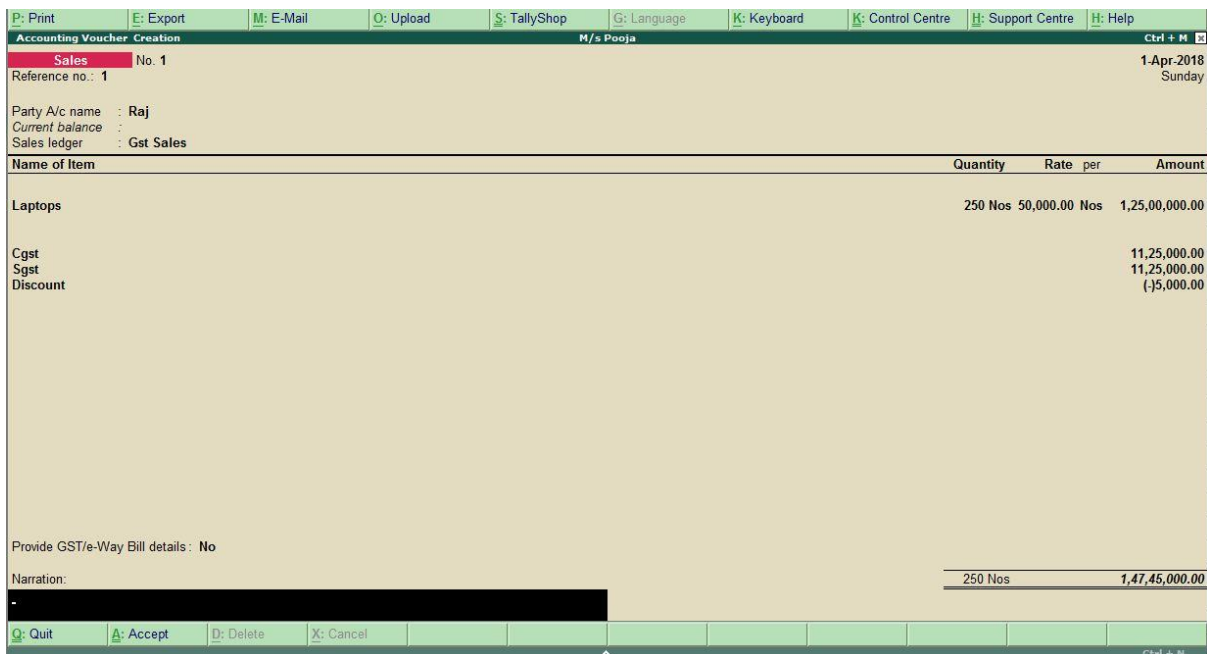 P: Print E: Export M: E-Mail O: Upload S: TallyShop G: Language K: Keyboard K: Control Centre H: Support Centre H: Help
Accounting Voucher Creation M/s Pooja Ctrl + M x
Sales No. 1 1-Apr-2018
Reference no.: 1 Sunday
Party A/c name : Raj
Current balance :
Sales ledger : Gst Sales
Name of Item Quantity Rate per Amount
Laptops 250 Nos 50,000.00 Nos 1,25,00,000.00
Cgst 11,25,000.00
Sgst 11,25,000.00
Discount (-)5,000.00
Provide GST/e-Way Bill details : No
Narration: 250 Nos 1,47,45,000.00
Q: Quit A: Accept D: Delete X: Cancel
Ctrl + N